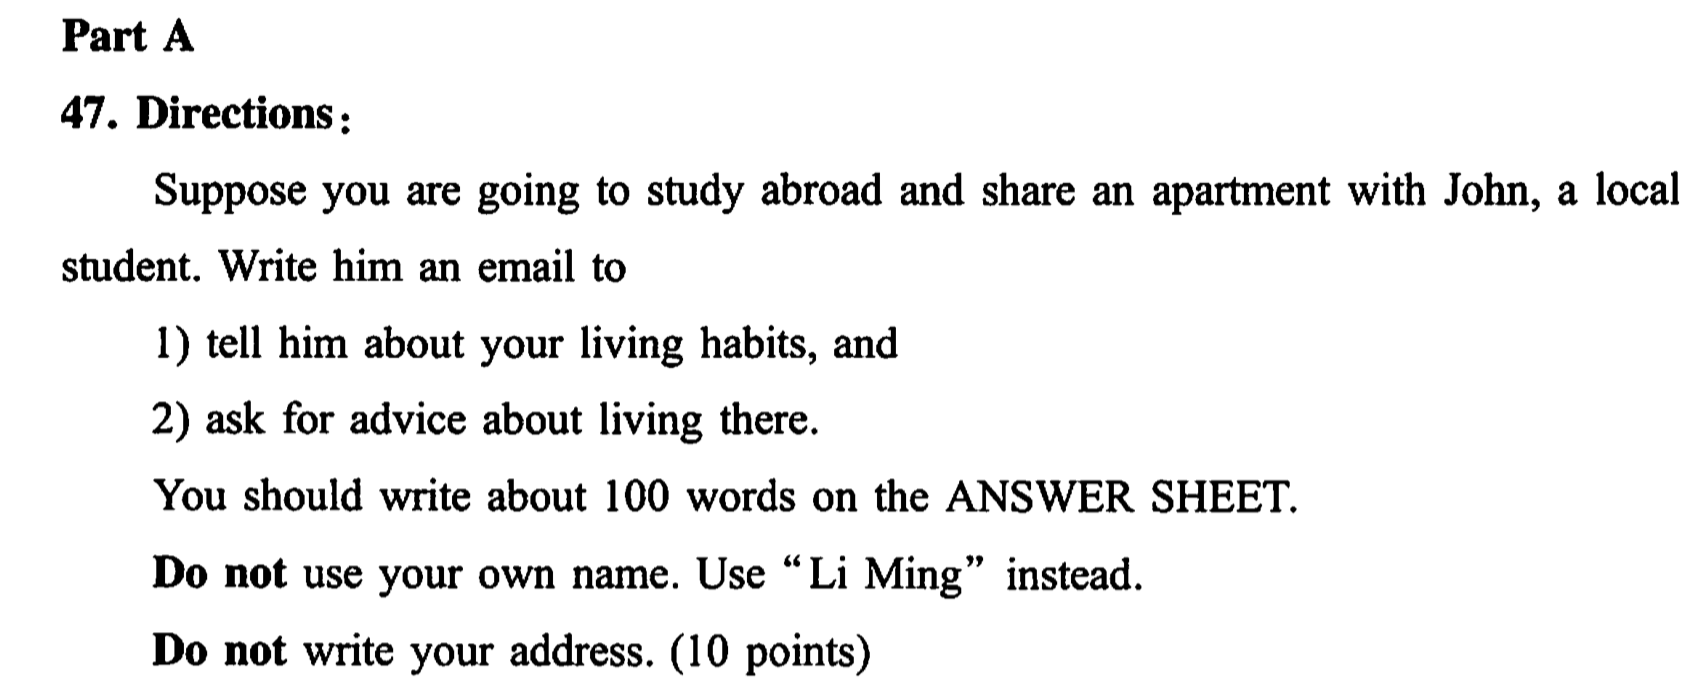 Part A
47. Directions:
Suppose you are going to study abroad and share an apartment with John, a local
student. Write him an email to
1) tell him about your living habits, and
2) ask for advice about living there.
You should write about 100 words on the ANSWER SHEET.
Do not use your own name. Use “Li Ming” instead.
Do not write your address. (10 points)